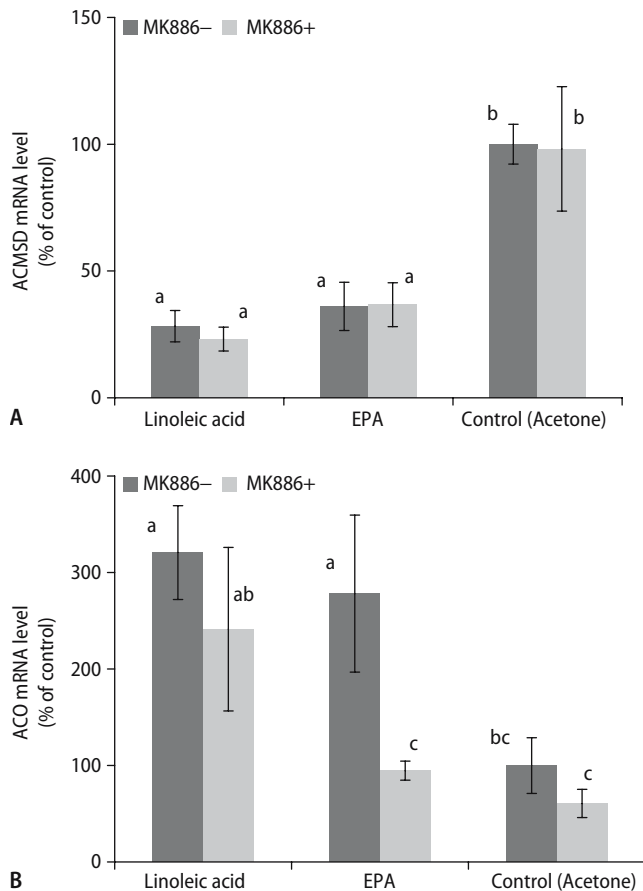 150
MK886– MK886+
b
b
100
ACMSD mRNA level
(% of control)
50
a
a
a
a
0
A
Linoleic acid EPA Control (Acetone)
400
MK886– MK886+
a
a
300
ab
ACO mRNA level
(% of control)
200
bc
c
c
100
0
B
Linoleic acid EPA Control (Acetone)